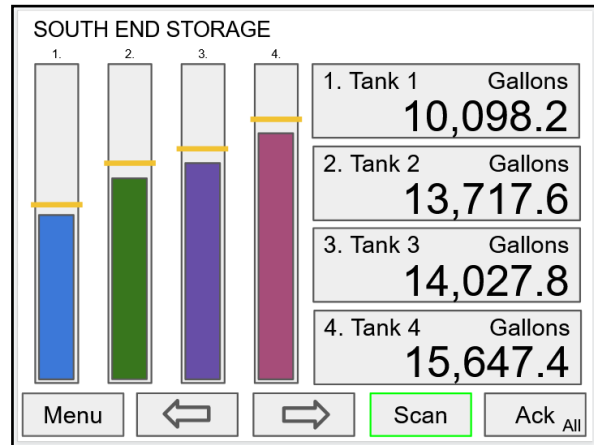 SOUTH END STORAGE
1. 2. 3. 4.
1. Tank 1 Gallons
10,098.2
2. Tank 2 Gallons
13,717.6
3. Tank 3 Gallons
14,027.8
4. Tank 4 Gallons
15,647.4
Menu Scan Ack All